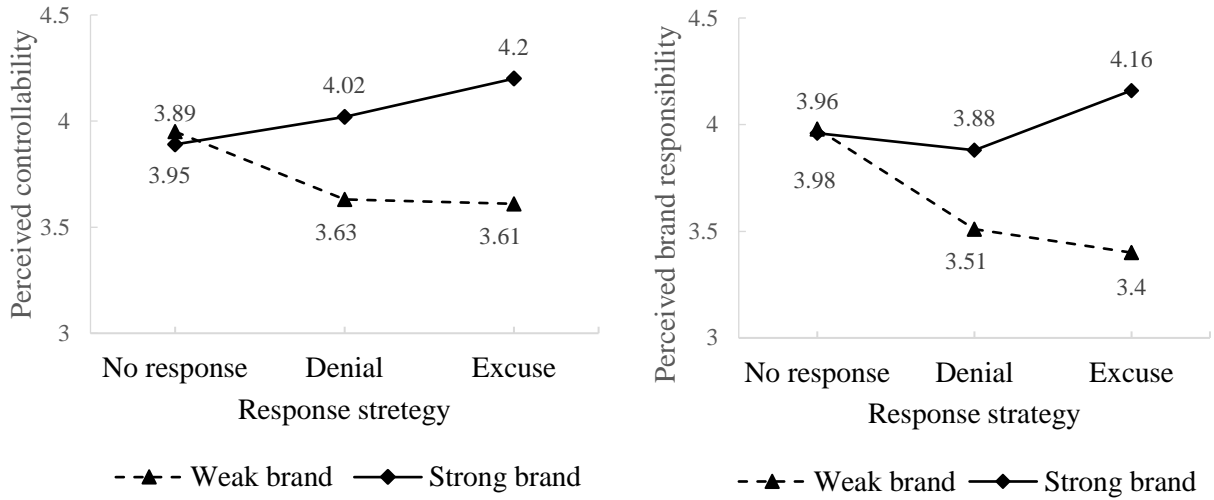 Perceived controllability
4.5
4
3.5
3
3.89
3.95
4.02
4.2
3.63
3.61
No response Denial Excuse
Response stretegy
Weak brand Strong brand
Perceived brand responsibility
4.5
4
3.5
3
3.96
3.98
3.88
4.16
3.51
3.4
No response Denial Excuse
Response strategy
Weak brand Strong brand